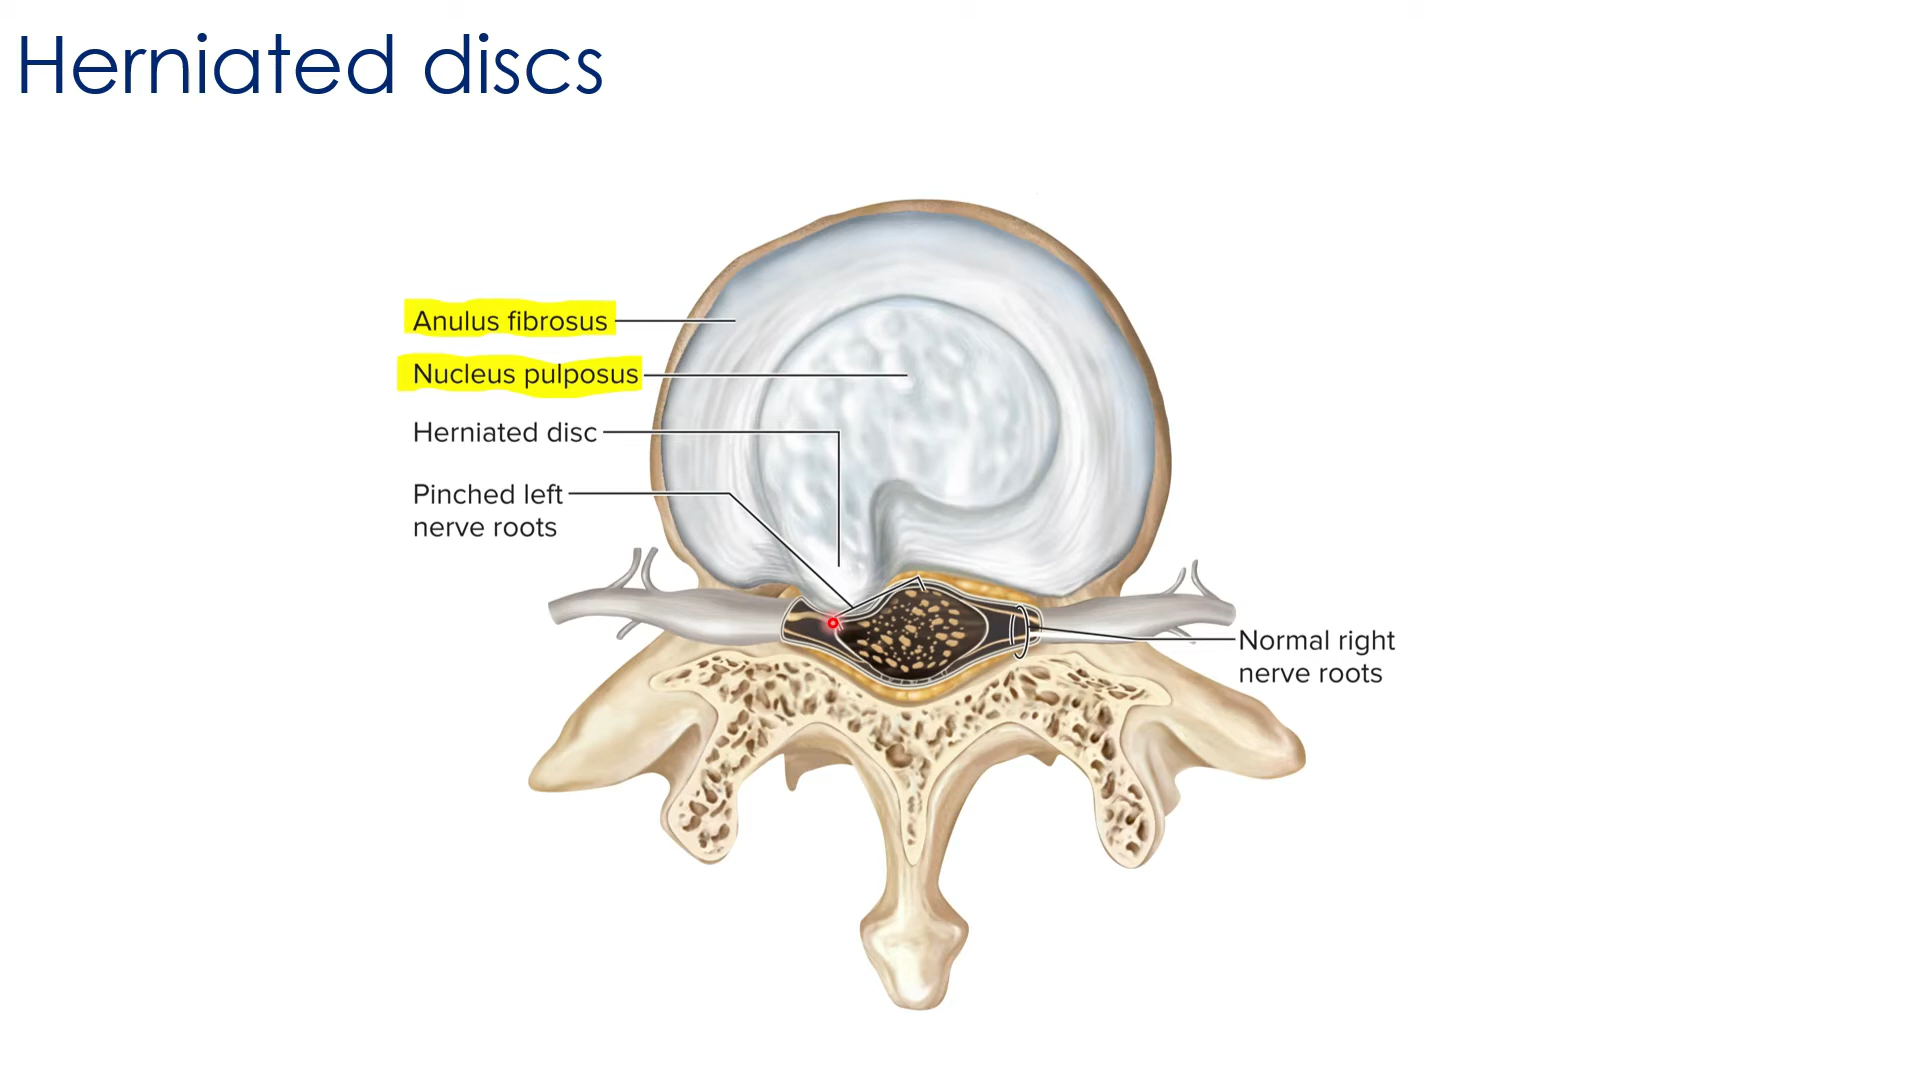 Herniated discs
Anulus fibrosus
Nucleus pulposus
Herniated disc
Pinched left
nerve roots
Normal right
nerve roots